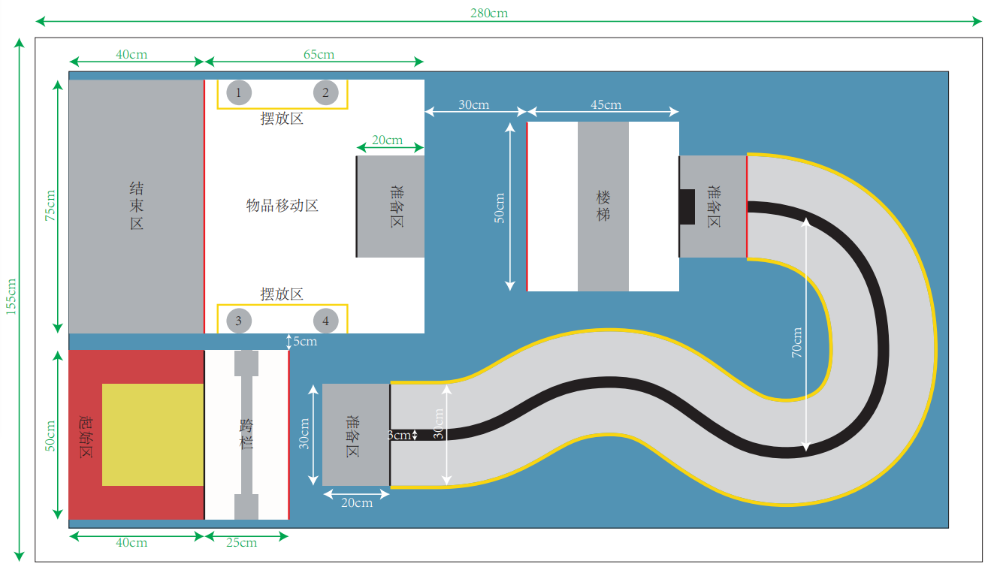 280cm
40cm
65cm
1
2
摆放区
30cm
45cm
20cm
结束区
准备区
物品移动区
75cm
50cm
楼梯
准备区
155cm
摆放区
3
4
5cm
70cm
50cm
起始区
跨栏
30cm
准备区
3cm
30cm
20cm
40cm
25cm